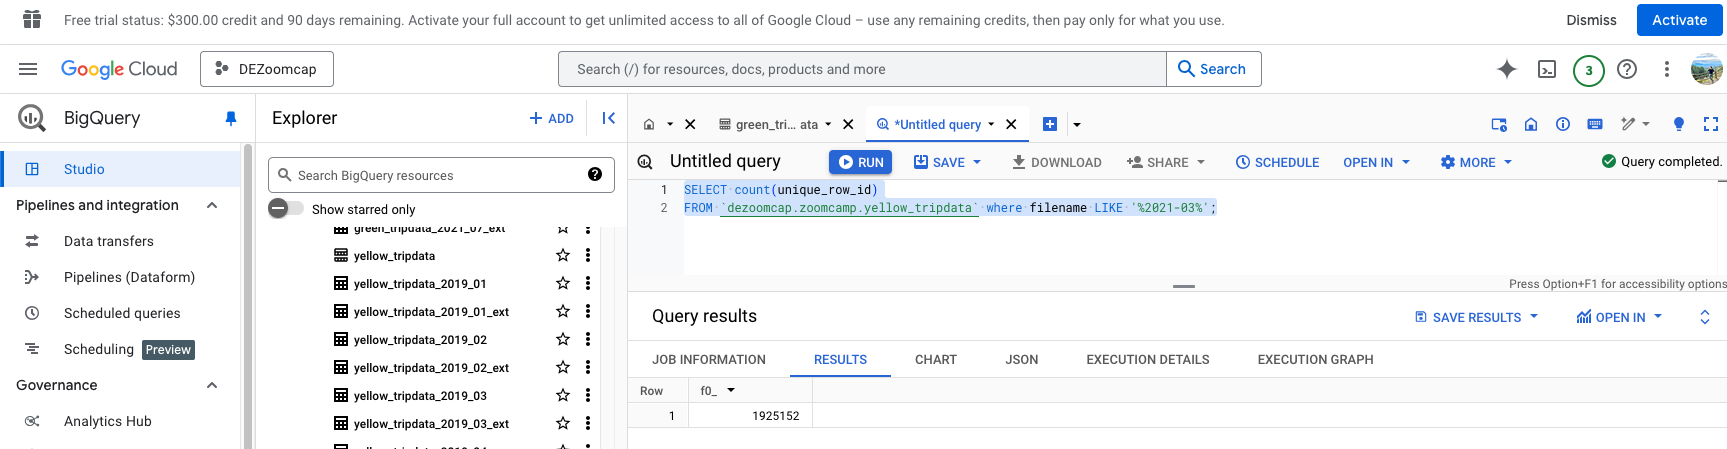 Free trial status: $300.00 credit and 90 days remaining. Activate your full account to get unlimited access to all of Google Cloud – use any remaining credits, then pay only for what you use.
Dismiss
Activate
Google Cloud
DEZoomcap
Search (/) for resources, docs, products and more
Search
3
BigQuery
Studio
Pipelines and integration
Data transfers
Pipelines (Dataform)
Scheduled queries
Scheduling Preview
Governance
Analytics Hub
Explorer
+ ADD
Search BigQuery resources
Show starred only
green_tripdata_2021_07_ext
yellow_tripdata
yellow_tripdata_2019_01
yellow_tripdata_2019_01_ext
yellow_tripdata_2019_02
yellow_tripdata_2019_02_ext
yellow_tripdata_2019_03
yellow_tripdata_2019_03_ext
green_tri... ata
*Untitled query
Untitled query
RUN
SAVE
DOWNLOAD
SHARE
SCHEDULE
OPEN IN
MORE
Query completed.
1 SELECT count(unique_row_id)
2 FROM `dezoomcap.zoomcamp.yellow_tripdata` where filename LIKE '%2021-03%';
Press Option+F1 for accessibility options
Query results
SAVE RESULTS
OPEN IN
JOB INFORMATION
RESULTS
CHART
JSON
EXECUTION DETAILS
EXECUTION GRAPH
Row f0_
1 1925152